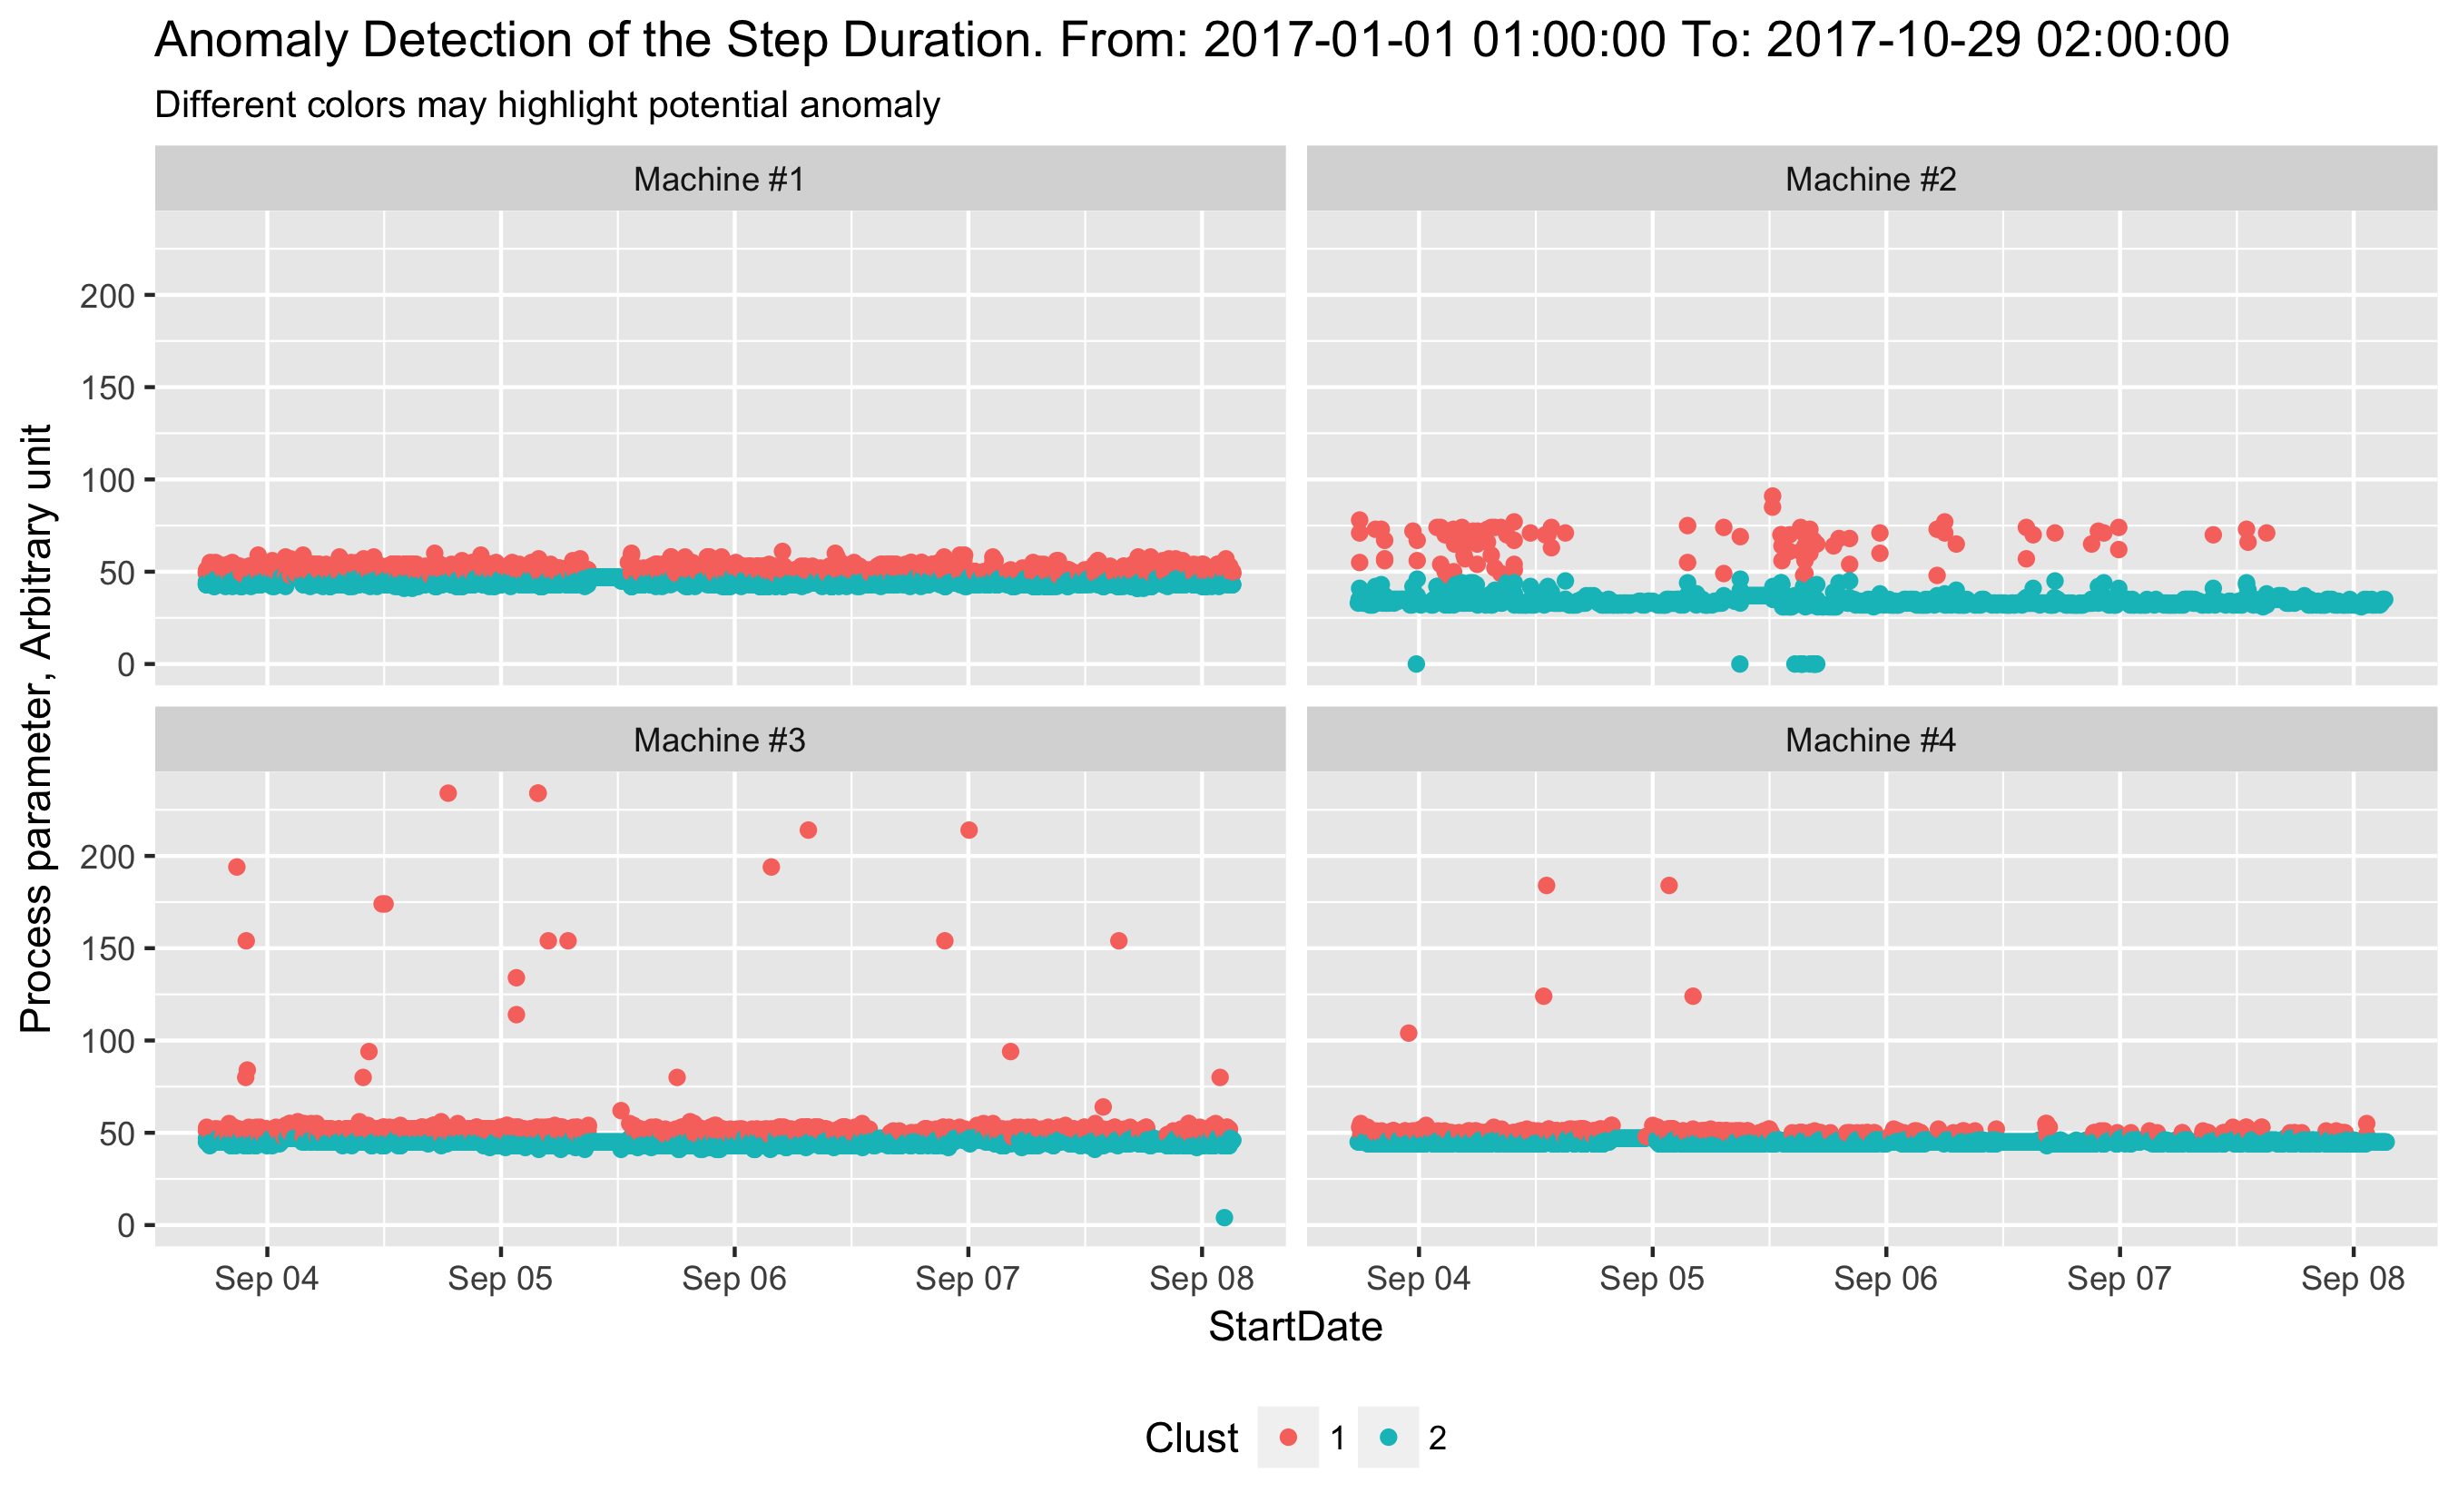 Anomaly Detection of the Step Duration. From: 2017-01-01 01:00:00 To: 2017-10-29 02:00:00
Different colors may highlight potential anomaly
Machine #1
Machine #2
200
150
100
50
0
Machine #3
Machine #4
200
150
100
50
0
Process parameter, Arbitrary unit
Sep 04 Sep 05 Sep 06 Sep 07 Sep 08
Sep 04 Sep 05 Sep 06 Sep 07 Sep 08
StartDate
Clust 1 2